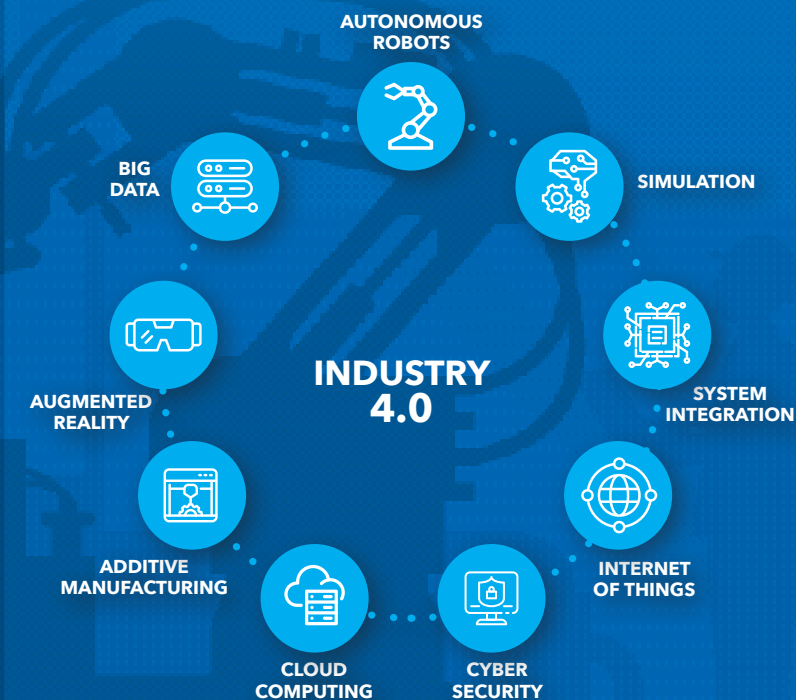 AUTONOMOUS
ROBOTS
BIG
DATA
SIMULATION
INDUSTRY
4.0
AUGMENTED
REALITY
SYSTEM
INTEGRATION
ADDITIVE
MANUFACTURING
INTERNET
OF THINGS
CLOUD
COMPUTING
CYBER
SECURITY